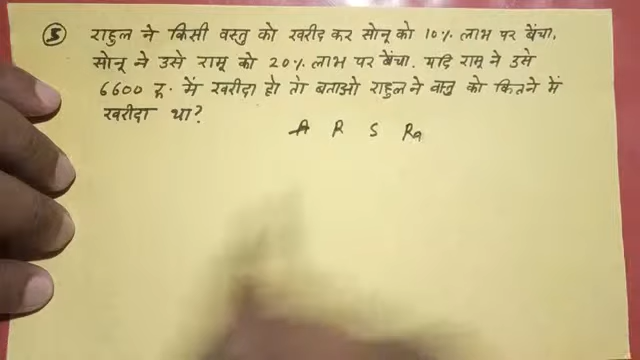 5 राहुल ने किसी वस्तु को खरीद कर सोनू को 10% लाभ पर बेंचा.
सोनू ने उसे रामू को 20% लाभ पर बेंचा. यदि रामू ने उसे
6600 रू. में खरीदा हो तो बताओ राहुल ने वस्तु को कितने में
खरीदा था?
R S Ra